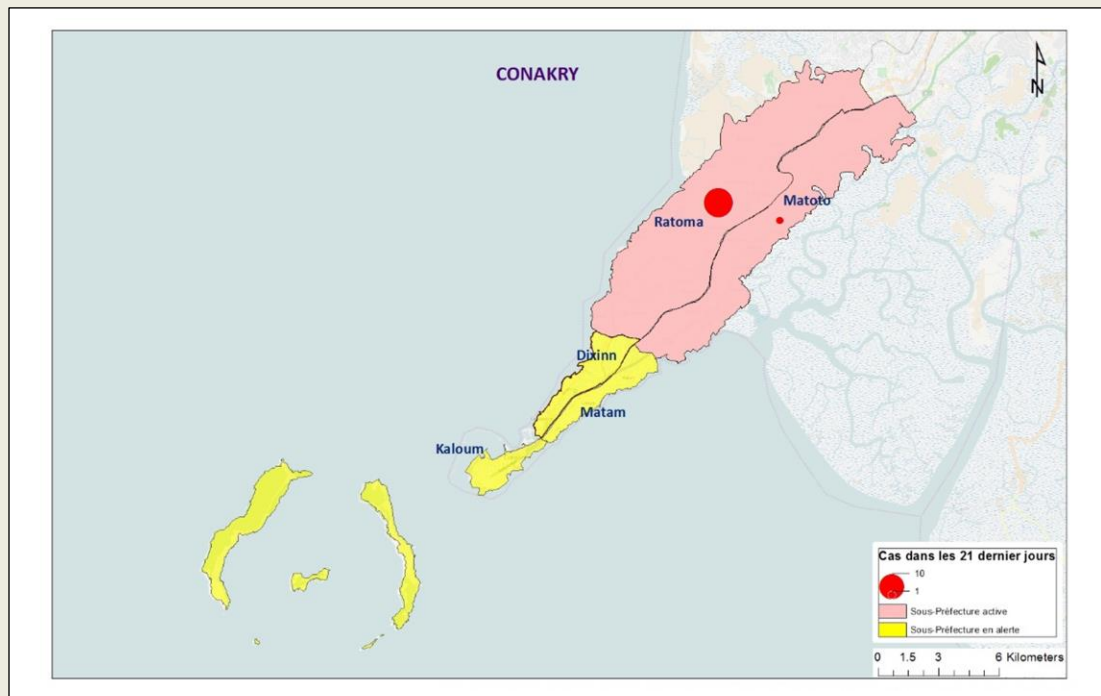 CONAKRY
N
Matoto
Ratoma
Dixinn
Matam
Kaloum
Cas dans les 21 dernier jours
10
1
Sous-Préfecture active
Sous-Préfecture en alerte
0 1.5 3 6 Kilometers